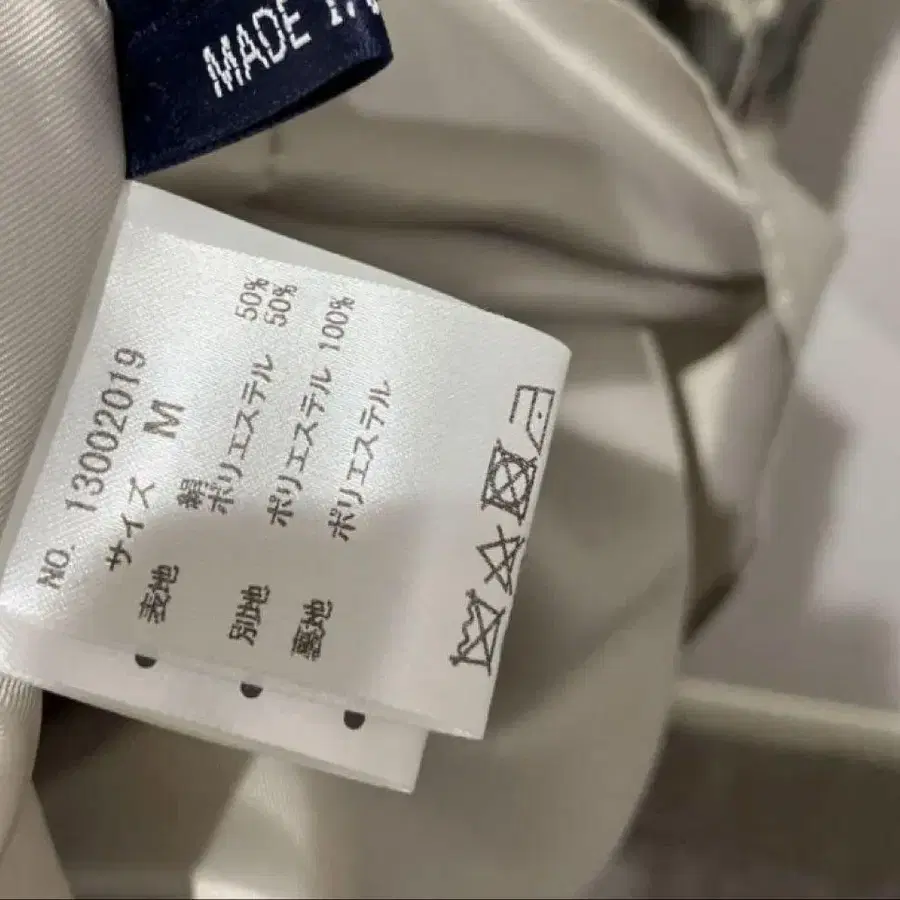 MADE
NO. 13002019
サイズ M
表地 絹 50%
ポリエステル 50%
別地 ポリエステル 100%
裏地 ポリエステル